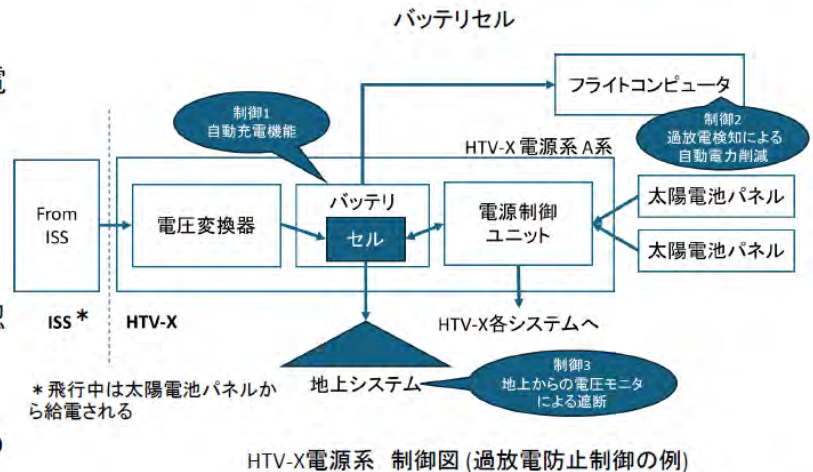 バッテリセル
電
フライトコンピュータ
制御1
自動充電機能
制御2
過放電検知による
自動電力削減
HTV-X 電源系 A系
From
ISS
電圧変換器
バッテリ
セル
電源制御
ユニット
太陽電池パネル
太陽電池パネル
ISS *
HTV-X
HTV-X各システムへ
地上システム
制御3
地上からの電圧モニタ
による遮断
*飛行中は太陽電池パネルか
ら給電される
HTV-X電源系 制御図 (過放電防止制御の例)